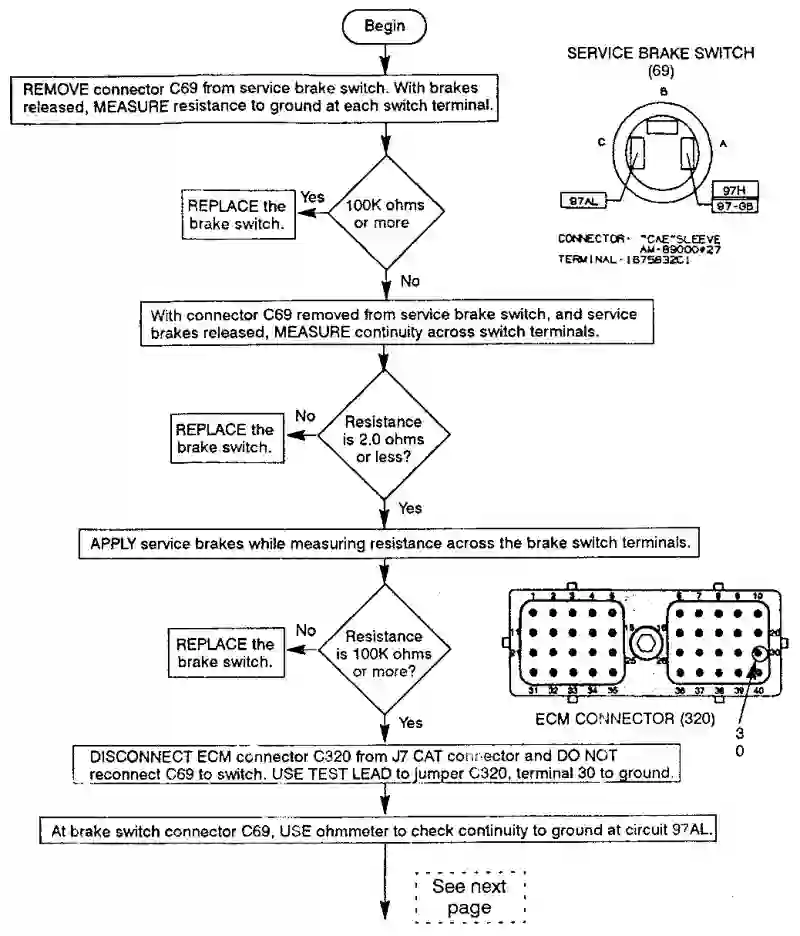 Begin
REMOVE connector C69 from service brake switch. With brakes
released, MEASURE resistance to ground at each switch terminal.
SERVICE BRAKE SWITCH
(69)
B
C
A
97AL
97H
97-GB
CONNECTOR- "CAE"SLEEVE
AM-89000#27
TERMINAL-1675632C1
100K ohms
or more
Yes
REPLACE the
brake switch.
No
With connector C69 removed from service brake switch, and service
brakes released, MEASURE continuity across switch terminals.
Resistance
is 2.0 ohms
or less?
No
REPLACE the
brake switch.
Yes
APPLY service brakes while measuring resistance across the brake switch terminals.
Resistance
is 100K ohms
or more?
No
REPLACE the
brake switch.
Yes
1 2 3 4 5 6 7 8 9 10
11 15 16 20
21 25 26 30
31 32 33 34 35 36 37 38 39 40
ECM CONNECTOR (320)
3
0
DISCONNECT ECM connector C320 from J7 CAT connector and DO NOT
reconnect C69 to switch. USE TEST LEAD to jumper C320, terminal 30 to ground.
At brake switch connector C69, USE ohmmeter to check continuity to ground at circuit 97AL.
See next
page